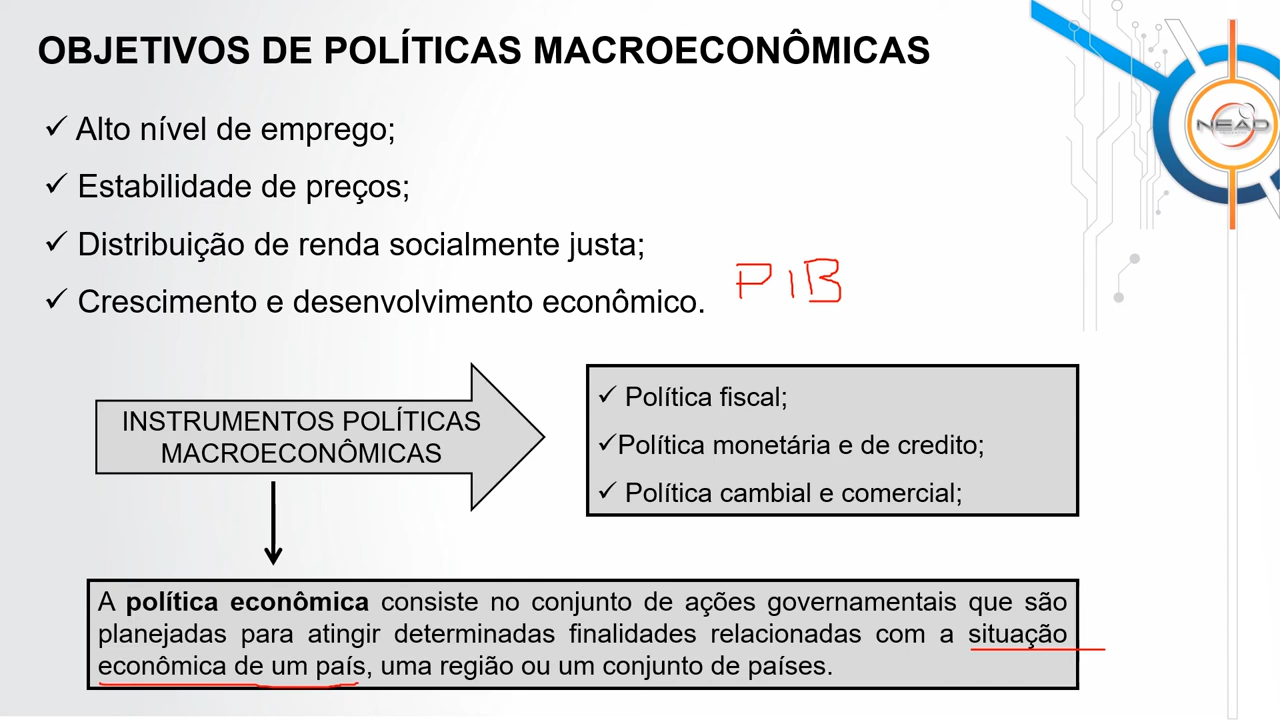 OBJETIVOS DE POLÍTICAS MACROECONÔMICAS
NEAD
✓ Alto nível de emprego;
✓ Estabilidade de preços;
✓ Distribuição de renda socialmente justa;
✓ Crescimento e desenvolvimento econômico.
PIB
INSTRUMENTOS POLÍTICAS
MACROECONÔMICAS
✓ Política fiscal;
✓Política monetária e de credito;
✓ Política cambial e comercial;
A política econômica consiste no conjunto de ações governamentais que são
planejadas para atingir determinadas finalidades relacionadas com a situação
econômica de um país, uma região ou um conjunto de países.